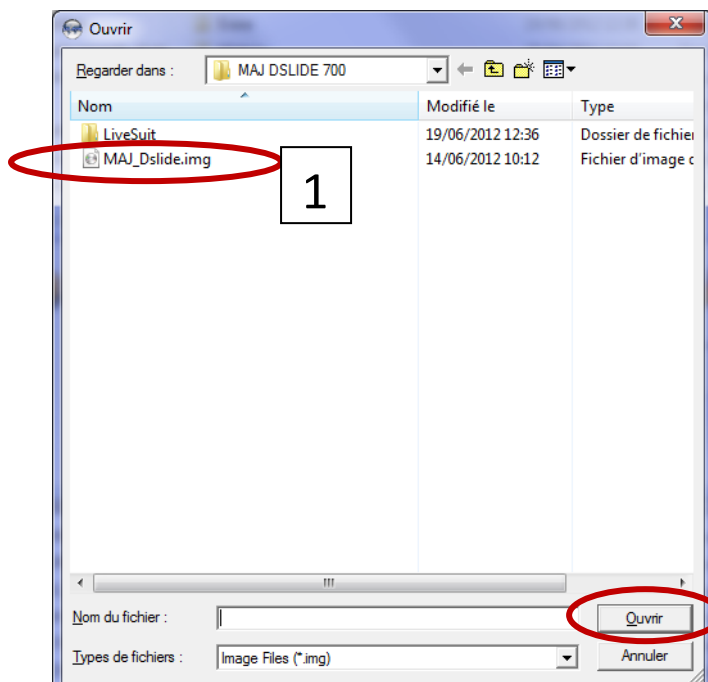 Ouvrir
Regarder dans : MAJ DSLIDE 700
Nom Modifié le Type
LiveSuit 19/06/2012 12:36 Dossier de fichier
MAJ_Dslide.img 14/06/2012 10:12 Fichier d'image d
1
Nom du fichier : Ouvrir
Types de fichiers : Image Files (*.img) Annuler